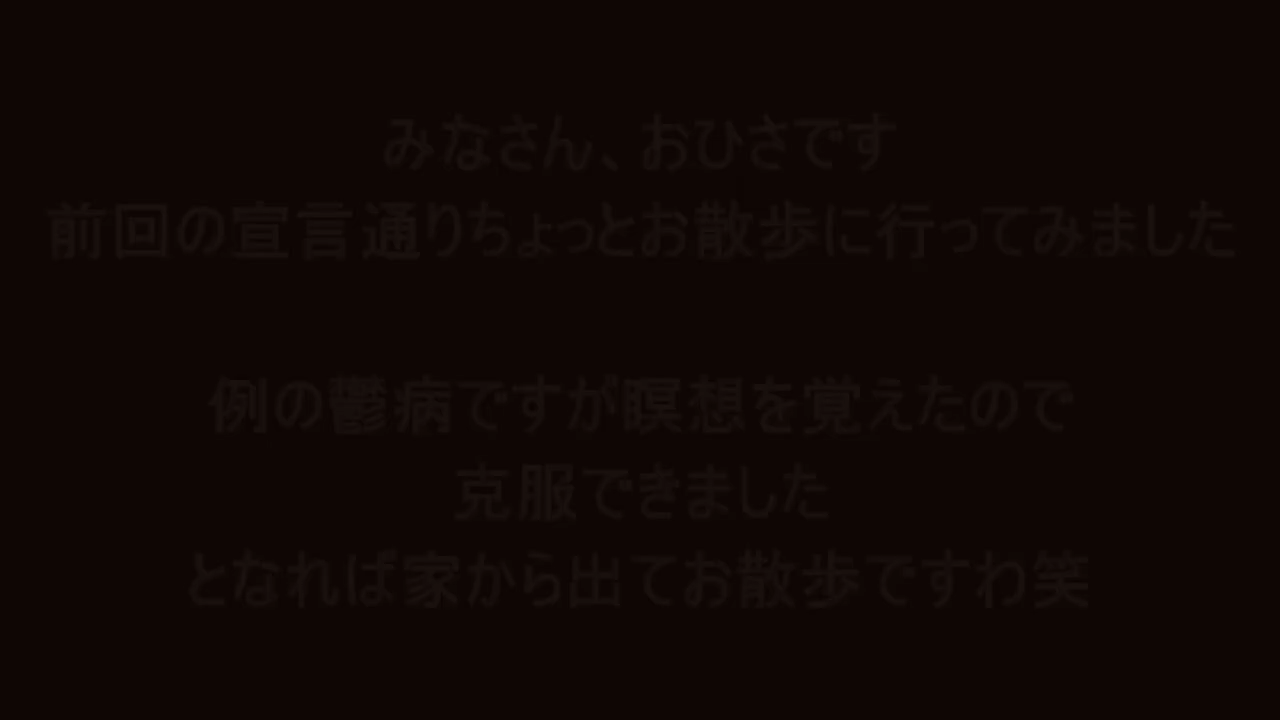 みなさん、おひさです
前回の宣言通りちょっとお散歩に行ってみました
例の鬱病ですが瞑想を覚えたので
克服できました
となれば家から出てお散歩ですわ笑